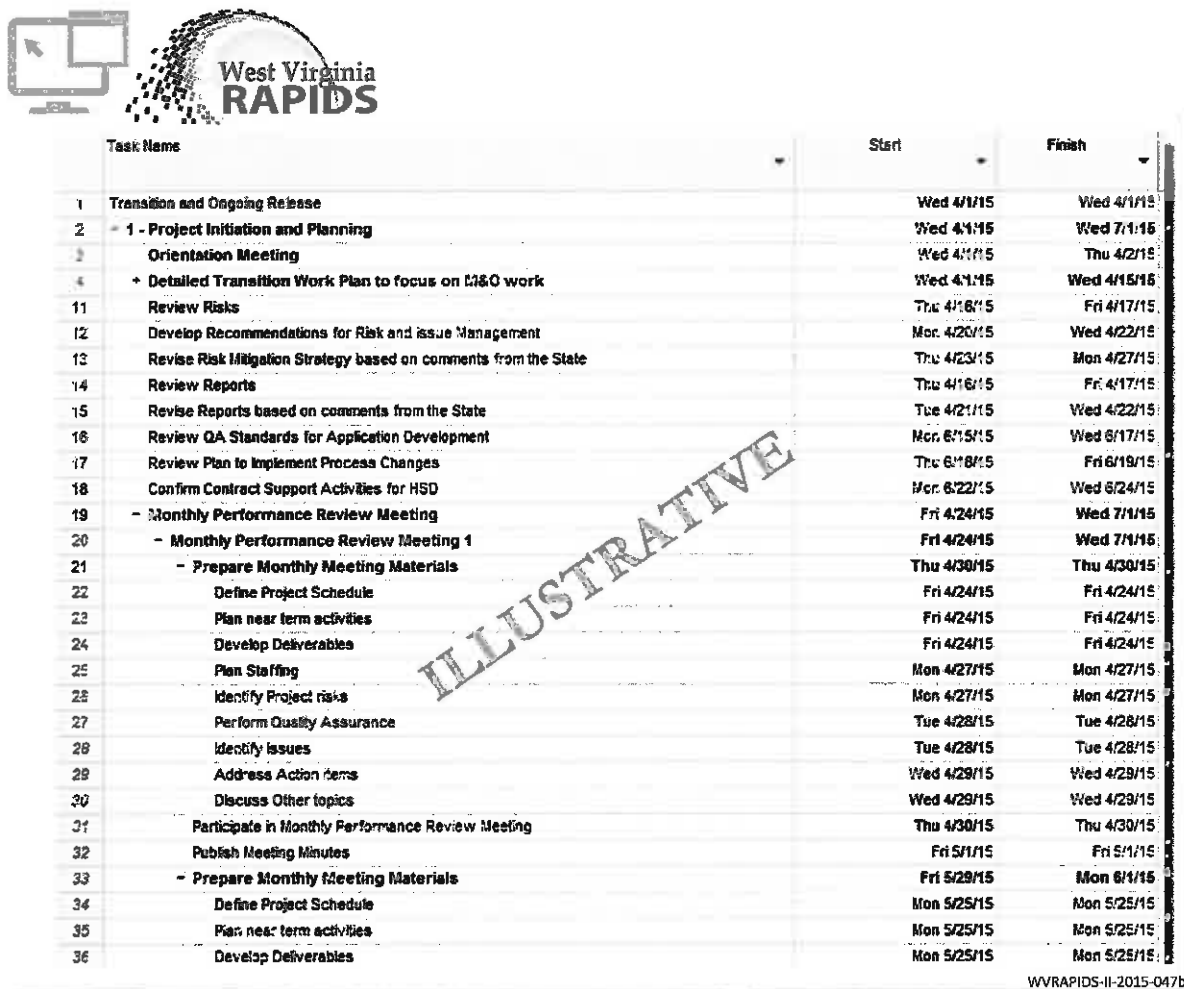 West Virginia
RAPIDS
Task Name Start Finish
1 Transition and Ongoing Release Wed 4/1/15 Wed 4/1/15
2 - 1 - Project Initiation and Planning Wed 4/1/15 Wed 7/1/15
3 Orientation Meeting Wed 4/1/15 Thu 4/2/15
4 + Detailed Transition Work Plan to focus on M&O work Wed 4/1/15 Wed 4/15/15
11 Review Risks Thu 4/16/15 Fri 4/17/15
12 Develop Recommendations for Risk and issue Management Mon 4/20/15 Wed 4/22/15
13 Revise Risk Mitigation Strategy based on comments from the State Thu 4/23/15 Mon 4/27/15
14 Review Reports Thu 4/16/15 Fri 4/17/15
15 Revise Reports based on comments from the State Tue 4/21/15 Wed 4/22/15
16 Review QA Standards for Application Development Mon 6/15/15 Wed 6/17/15
17 Review Plan to Implement Process Changes Thu 6/18/15 Fri 6/19/15
18 Confirm Contract Support Activities for HSD Mon 6/22/15 Wed 6/24/15
19 - Monthly Performance Review Meeting Fri 4/24/15 Wed 7/1/15
20 - Monthly Performance Review Meeting 1 Fri 4/24/15 Wed 7/1/15
21 - Prepare Monthly Meeting Materials Thu 4/30/15 Thu 4/30/15
22 Define Project Schedule Fri 4/24/15 Fri 4/24/15
23 Plan near term activities Fri 4/24/15 Fri 4/24/15
24 Develop Deliverables Fri 4/24/15 Fri 4/24/15
25 Plan Staffing Mon 4/27/15 Mon 4/27/15
26 Identify Project risks Mon 4/27/15 Mon 4/27/15
27 Perform Quality Assurance Tue 4/28/15 Tue 4/28/15
28 Identify Issues Tue 4/28/15 Tue 4/28/15
29 Address Action items Wed 4/29/15 Wed 4/29/15
30 Discuss Other topics Wed 4/29/15 Wed 4/29/15
31 Participate in Monthly Performance Review Meeting Thu 4/30/15 Thu 4/30/15
32 Publish Meeting Minutes Fri 5/1/15 Fri 5/1/15
33 - Prepare Monthly Meeting Materials Fri 5/29/15 Mon 6/1/15
34 Define Project Schedule Mon 5/25/15 Mon 5/25/15
35 Plan near term activities Mon 5/25/15 Mon 5/25/15
36 Develop Deliverables Mon 5/25/15 Mon 5/25/15
ILLUSTRATIVE
WVRAPIDS-II-2015-047b